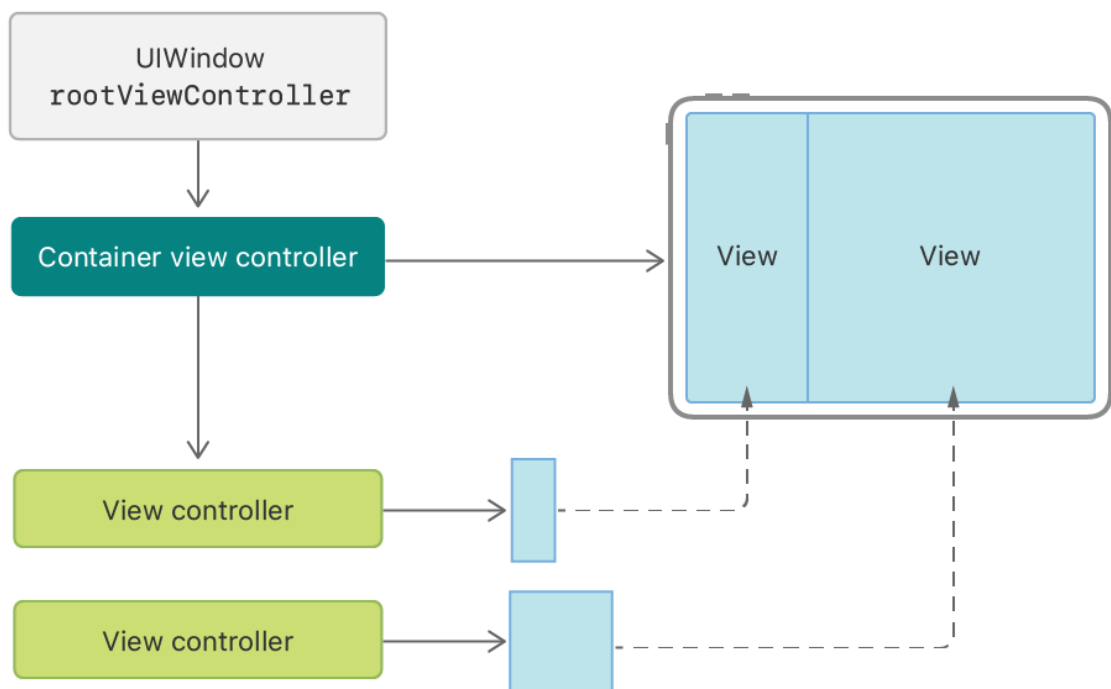 UIWindow
rootViewController
Container view controller
View
View
View controller
View controller